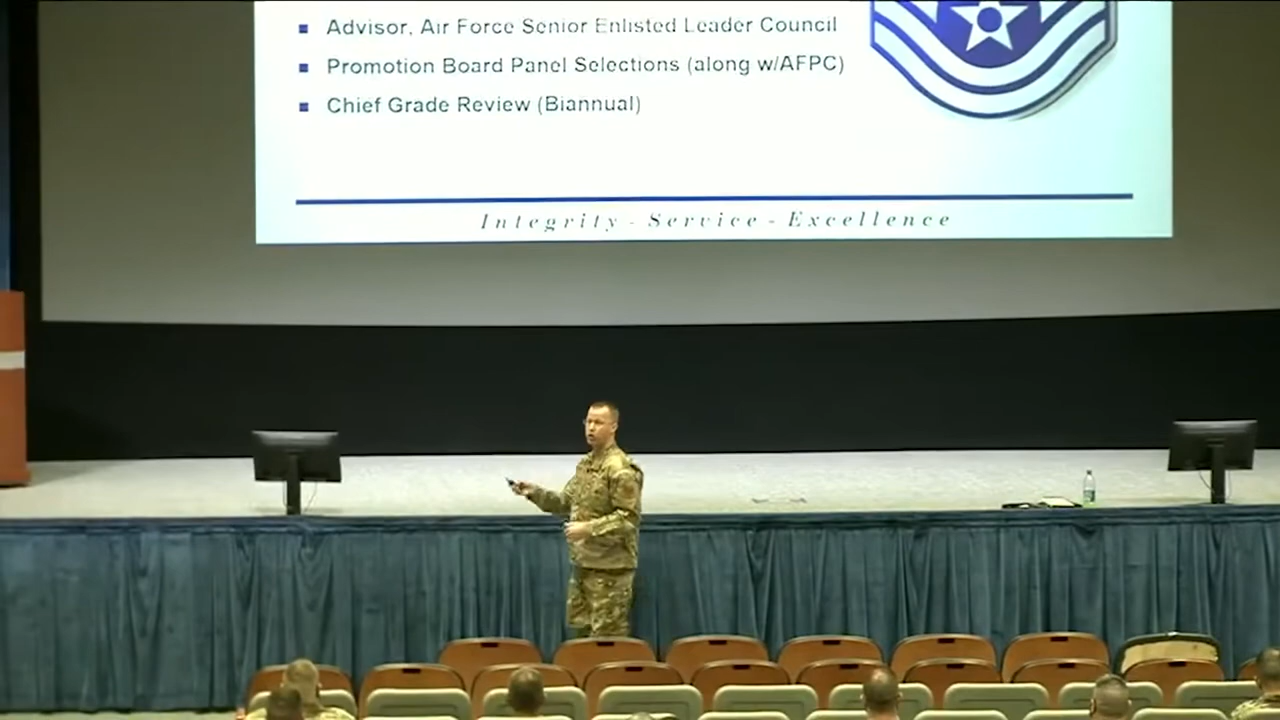 Advisor, Air Force Senior Enlisted Leader Council
Promotion Board Panel Selections (along w/AFPC)
Chief Grade Review (Biannual)
Integrity - Service - Excellence